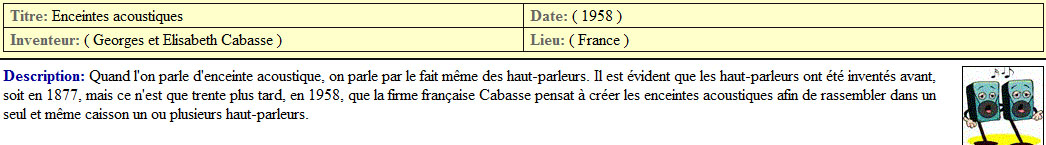 Titre: Enceintes acoustiques
Date: ( 1958 )
Inventeur: ( Georges et Elisabeth Cabasse )
Lieu: ( France )
Description: Quand l'on parle d'enceinte acoustique, on parle par le fait même des haut-parleurs. Il est évident que les haut-parleurs ont été inventés avant,
soit en 1877, mais ce n'est que trente plus tard, en 1958, que la firme française Cabasse pensat à créer les enceintes acoustiques afin de rassembler dans un
seul et même caisson un ou plusieurs haut-parleurs.